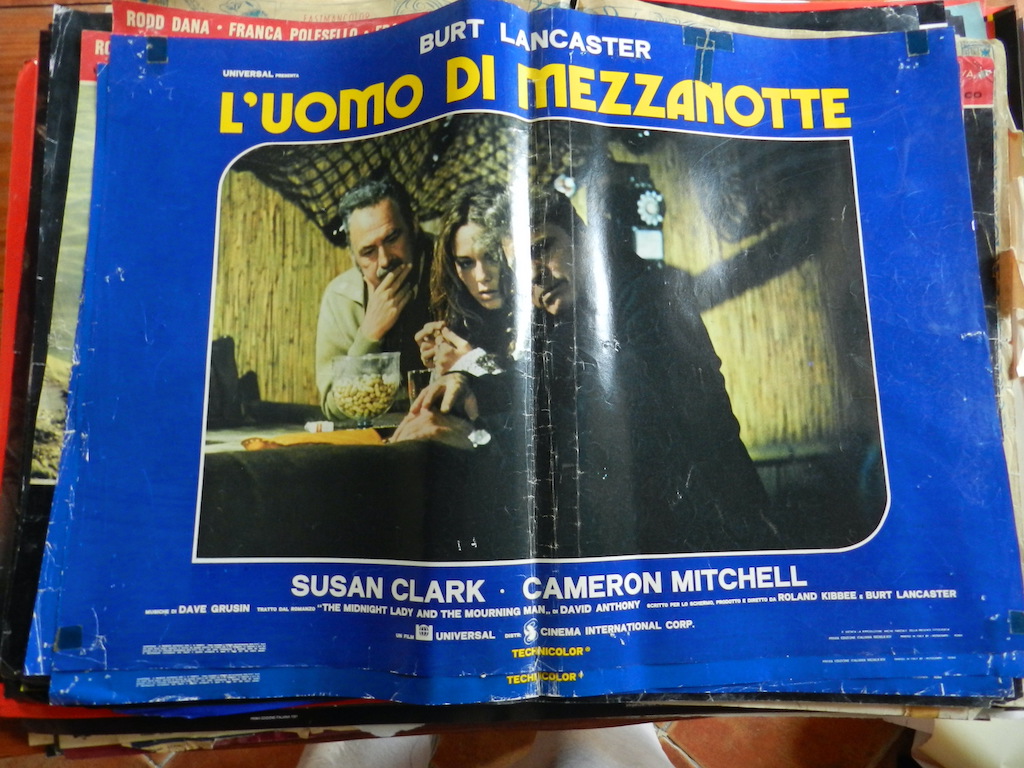 RODD DANA • FRANCA POLESELLO •
EASTMANCOLOR
BURT LANCASTER
UNIVERSAL PRESENTA
L'UOMO DI MEZZANOTTE
SUSAN CLARK · CAMERON MITCHELL
MUSICHE DI DAVE GRUSIN TRATTO DAL ROMANZO "THE MIDNIGHT LADY AND THE MOURNING MAN" DI DAVID ANTHONY SCRITTO PER LO SCHERMO, PRODOTTO E DIRETTO DA ROLAND KIBBEE E BURT LANCASTER
UN FILM UNIVERSAL DISTR. CINEMA INTERNATIONAL CORP.
TECHNICOLOR®
TECHNICOLOR